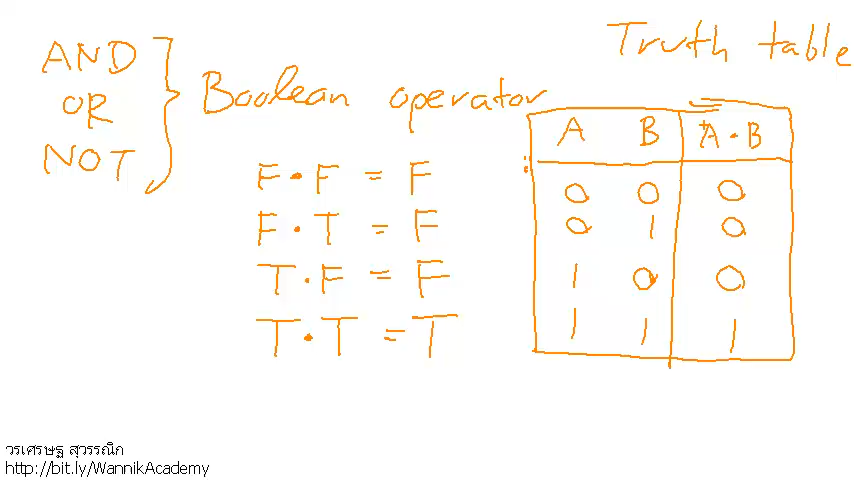 AND
OR
NOT
Boolean operator
F · F = F
F · T = F
T · F = F
T · T = T
Truth table
A B A · B
0 0 0
0 1 0
1 0 0
1 1 1
วรเศรษฐ สุวรรณิก
http://bit.ly/WannikAcademy